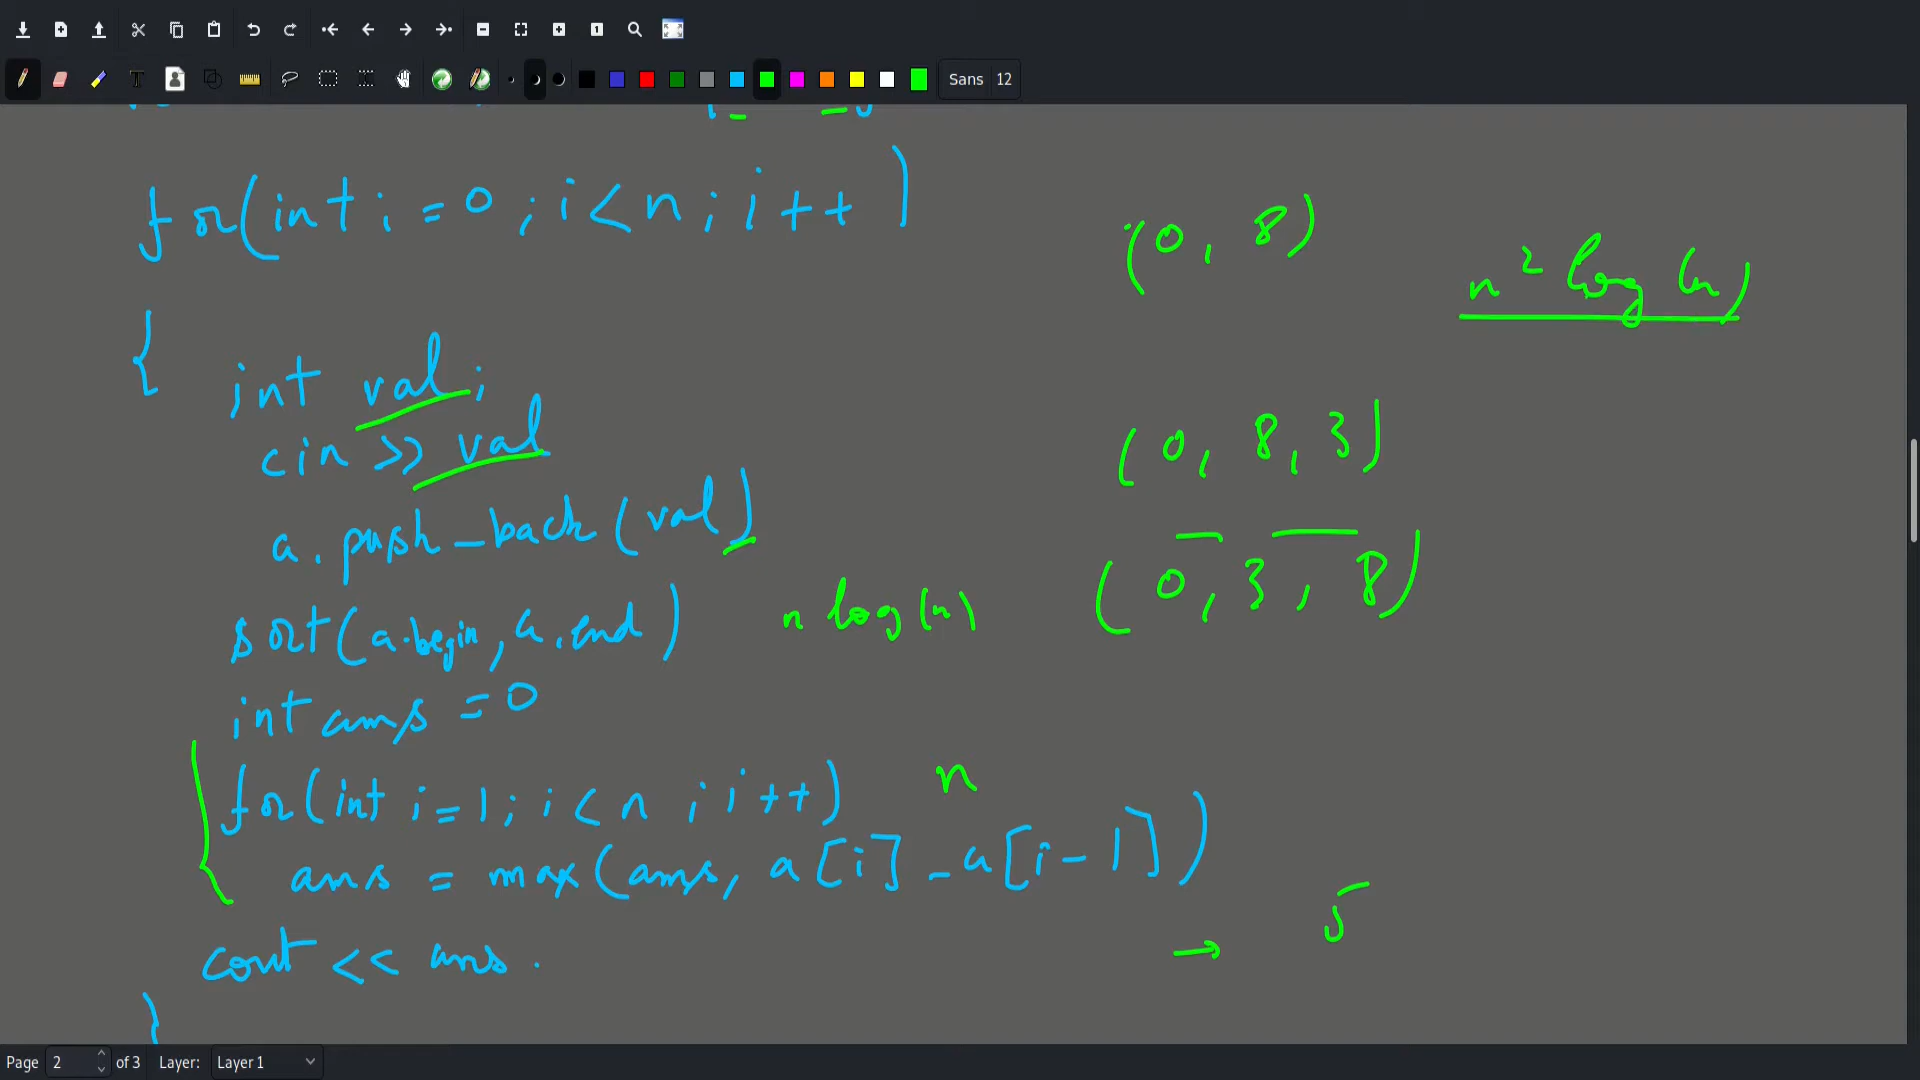 Sans 12
for(int i = 0 ; i < n ; i ++ )
(0, 8)
n² log (n)
{
int val ;
cin >> val
(0, 8, 3)
a.push_back(val)
(0, 3, 8)
sort(a.begin, a.end)
n log(n)
int ans = 0
for(int i = 1 ; i < n ; i ++)
n
ans = max(ans, a[i] - a[i-1])
→ 5
cout << ans .
}
Page 2 of 3 Layer: Layer 1